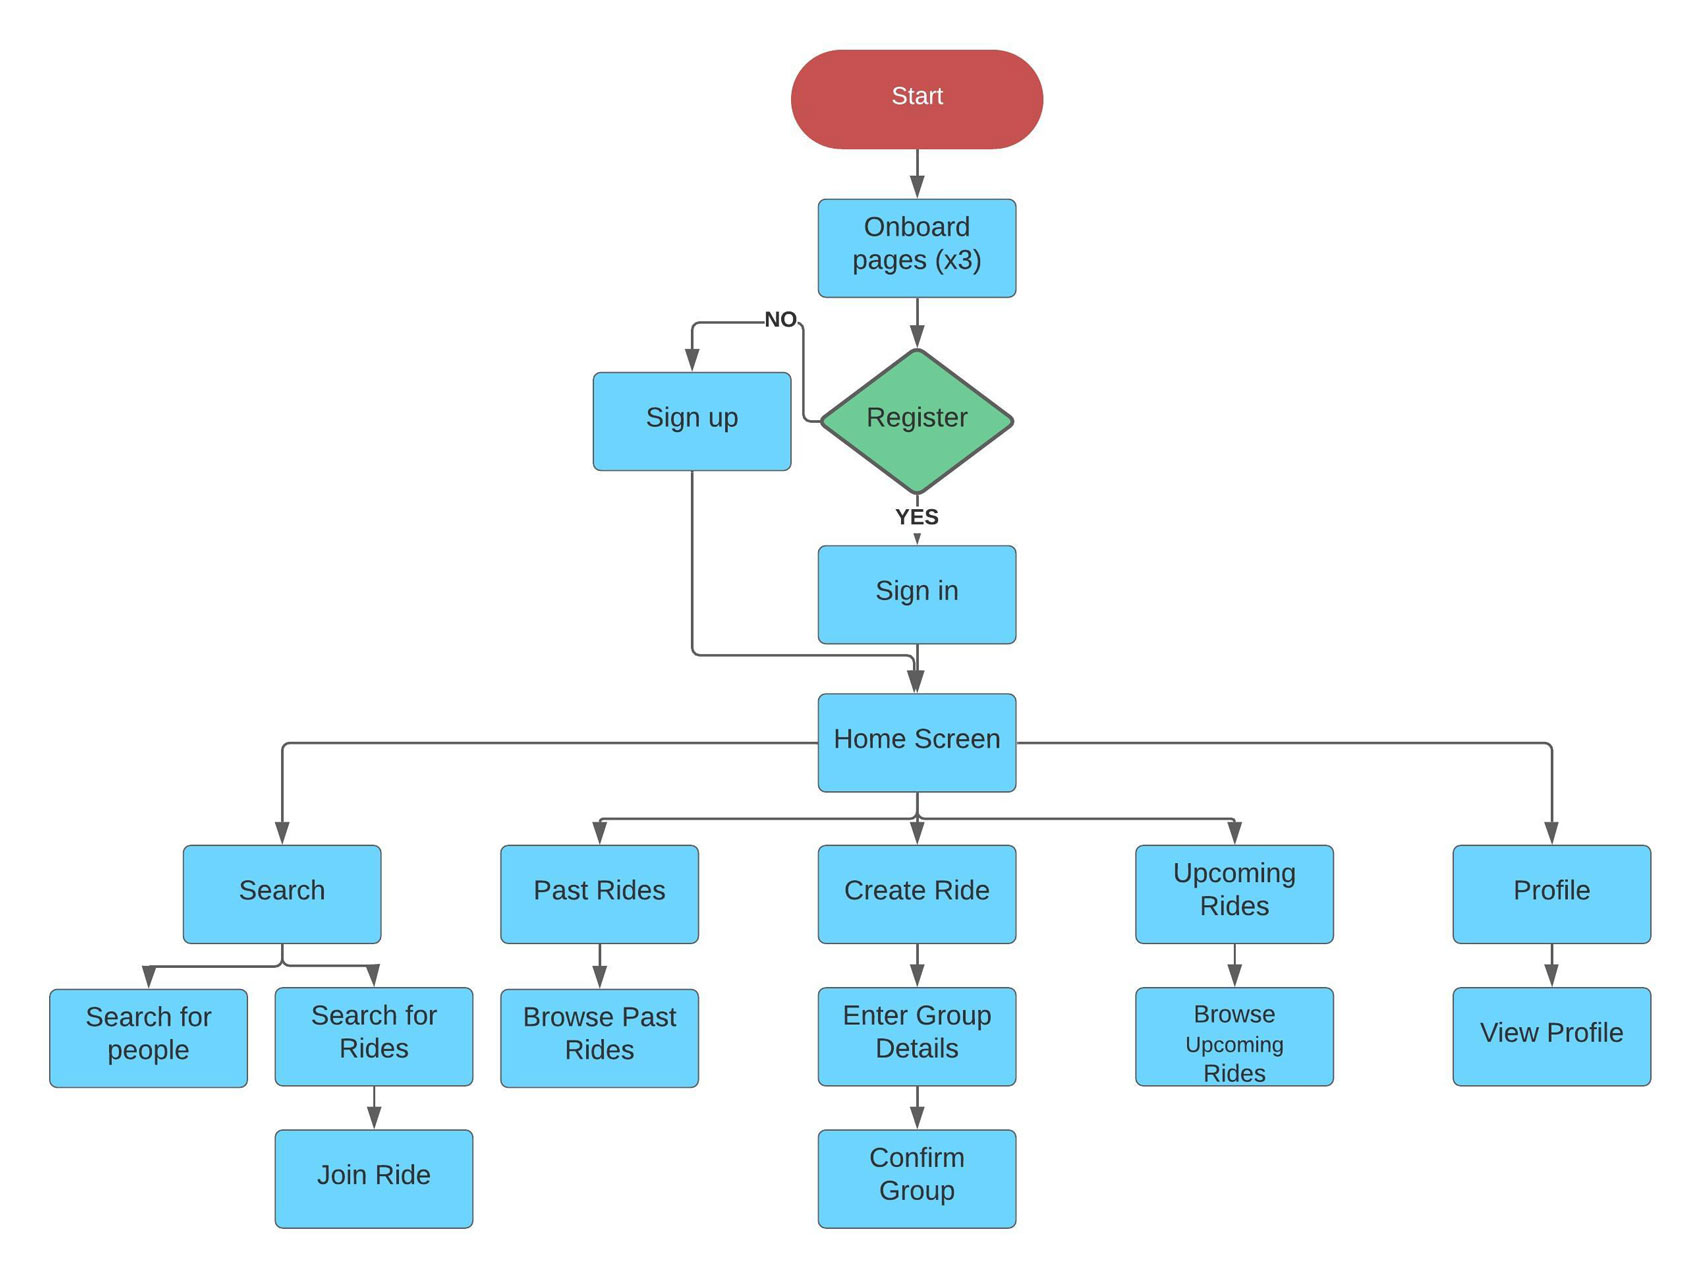 Start
Onboard
pages (x3)
NO
Sign up
Register
YES
Sign in
Home Screen
Search
Past Rides
Create Ride
Upcoming
Rides
Profile
Search for
people
Search for
Rides
Browse Past
Rides
Enter Group
Details
Browse
Upcoming
Rides
View Profile
Join Ride
Confirm
Group